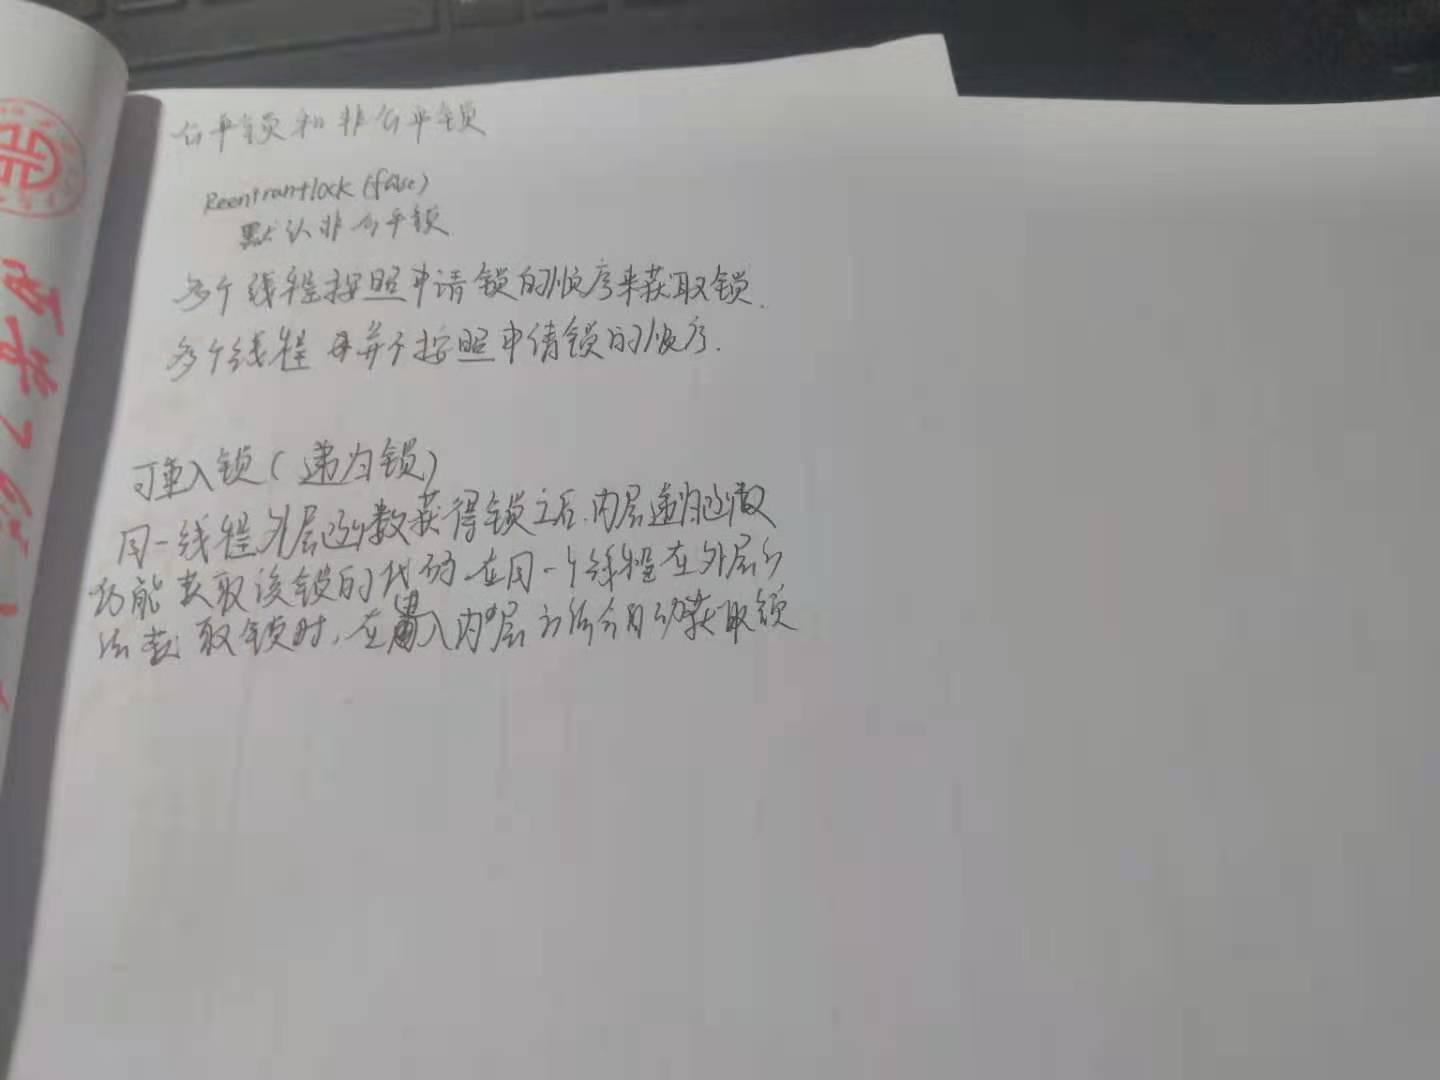 公平锁和非公平锁
Reentrantlock (false)
默认非公平锁
多个线程按照申请锁的顺序来获取锁.
多个线程 并不按照申请锁的顺序.
可重入锁(递归锁)
同一线程外层函数获得锁之后.内层递归函数
仍能获取该锁的代码.在同一个线程在外层方
法获取锁时.在进入内层方法会自动获取锁